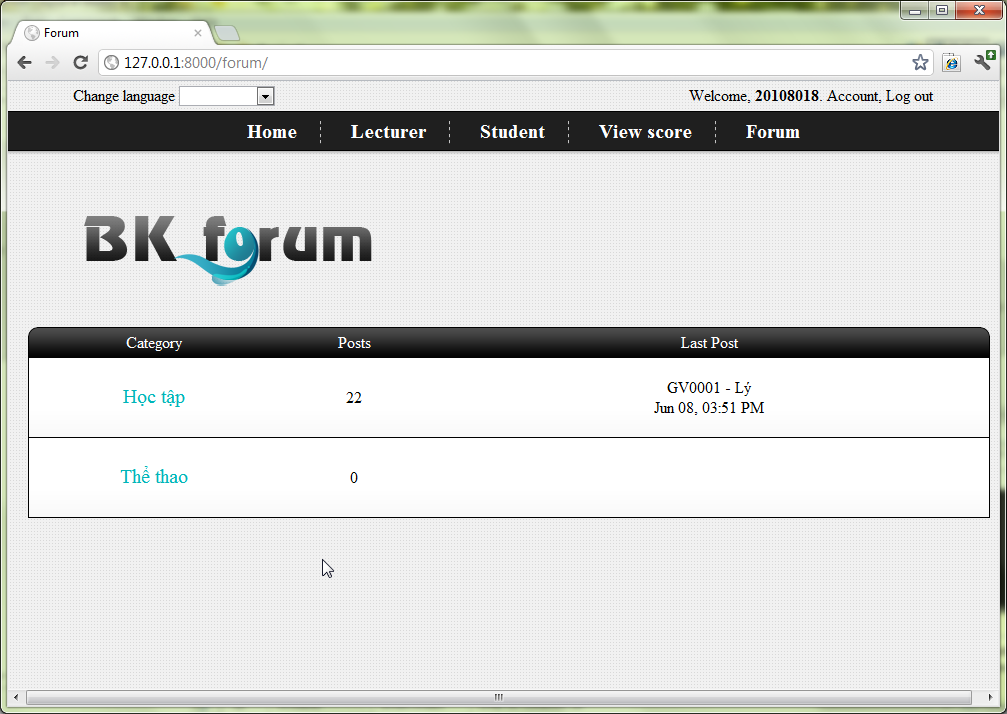 Forum
127.0.0.1:8000/forum/
Change language
Welcome, 20108018. Account, Log out
Home Lecturer Student View score Forum
BK forum
Category Posts Last Post
Học tập 22 GV0001 - Lý
Jun 08, 03:51 PM
Thể thao 0